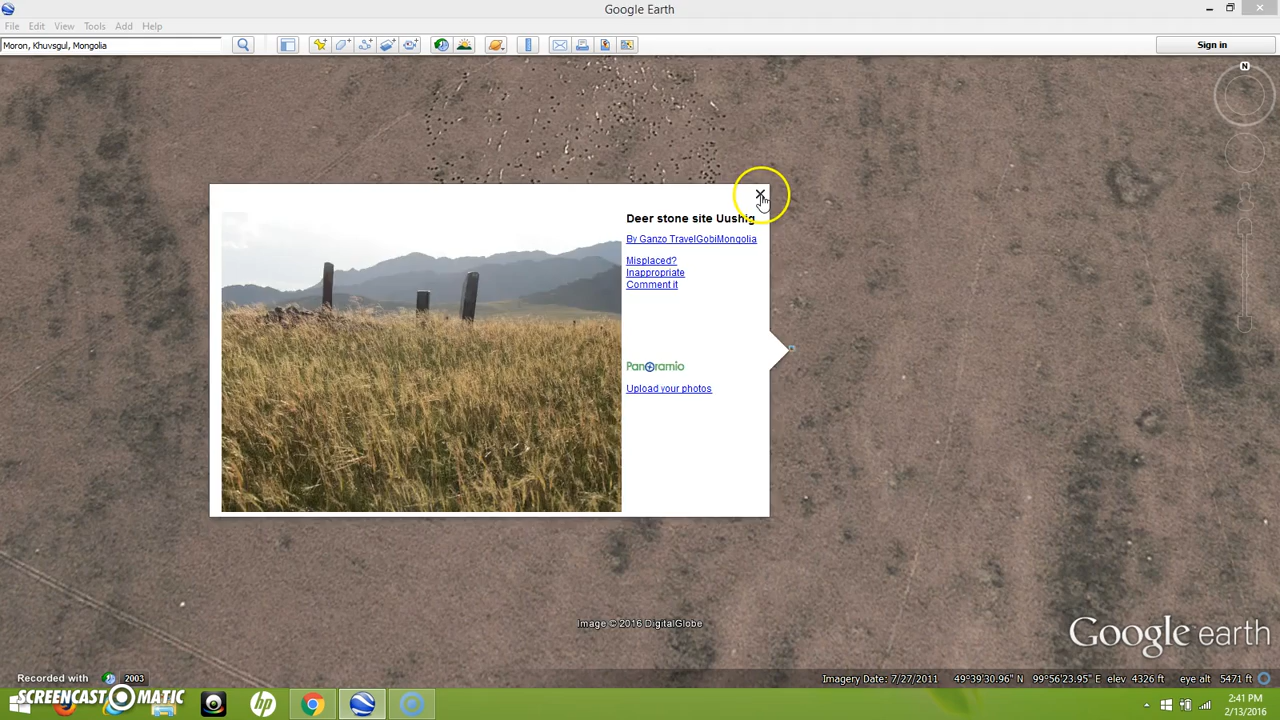 Google Earth
File Edit View Tools Add Help
Moron, Khuvsgul, Mongolia
Sign in
N
Deer stone site Uushig
By Ganzo TravelGobiMongolia
Misplaced?
Inappropriate
Comment it
Panoramio
Upload your photos
Image © 2016 DigitalGlobe
Google earth
Recorded with 2003 Imagery Date: 7/27/2011 49°39'30.96" N 99°56'23.95" E elev 4326 ft eye alt 5471 ft
SCREENCAST-O-MATIC
hp
2:41 PM
2/13/2016